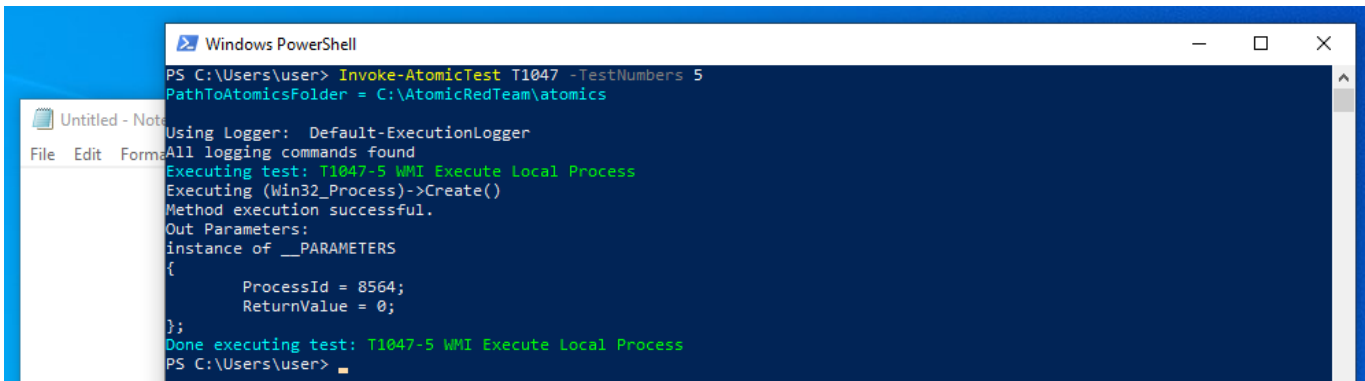 Windows PowerShell
PS C:\Users\user> Invoke-AtomicTest T1047 -TestNumbers 5
PathToAtomicsFolder = C:\AtomicRedTeam\atomics
Untitled - Note
Using Logger:  Default-ExecutionLogger
File Edit Forma
All logging commands found
Executing test: T1047-5 WMI Execute Local Process
Executing (Win32_Process)->Create()
Method execution successful.
Out Parameters:
instance of __PARAMETERS
{
        ProcessId = 8564;
        ReturnValue = 0;
};
Done executing test: T1047-5 WMI Execute Local Process
PS C:\Users\user>